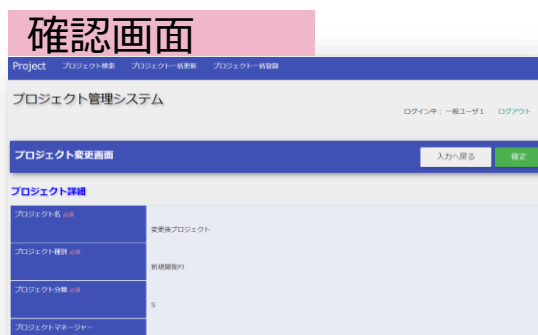 確認画面
Project プロジェクト検索 プロジェクト一括更新 プロジェクト一括登録
プロジェクト管理システム
ログイン中：一般ユーザ1 ログアウト
プロジェクト変更画面 入力へ戻る 確定
プロジェクト詳細
プロジェクト名 必須
変更後プロジェクト
プロジェクト種別 必須
新規開発PJ
プロジェクト分類 必須
S
プロジェクトマネージャー